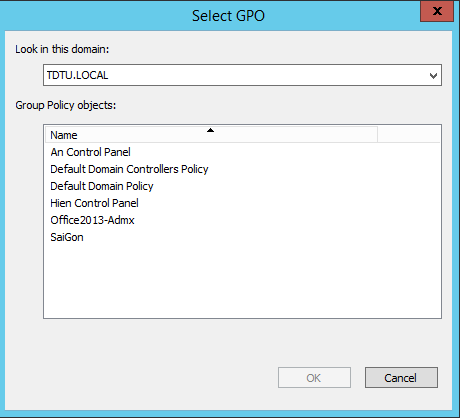 Select GPO
x
Look in this domain:
TDTU.LOCAL
Group Policy objects:
Name
An Control Panel
Default Domain Controllers Policy
Default Domain Policy
Hien Control Panel
Office2013-Admx
SaiGon
OK
Cancel